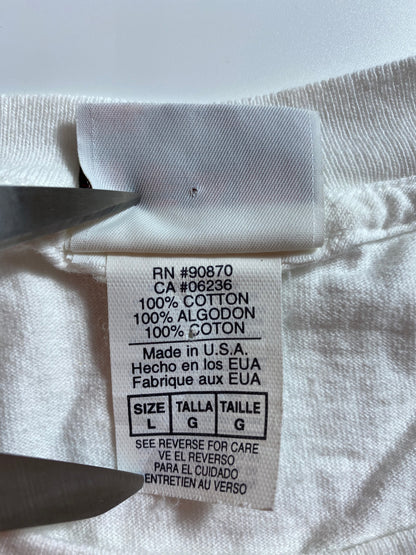 RN #90870
CA #06236
100% COTTON
100% ALGODON
100% COTON
Made in U.S.A.
Hecho en los EUA
Fabrique aux EUA
SIZE TALLA TAILLE
L G G
SEE REVERSE FOR CARE
VE EL REVERSO
PARA EL CUIDADO
ENTRETIEN AU VERSO